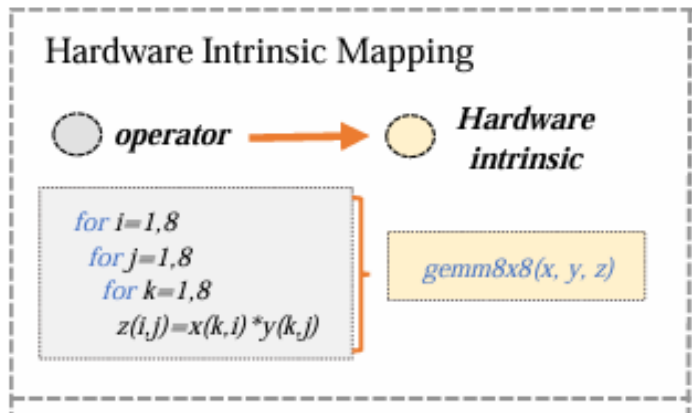 Hardware Intrinsic Mapping
operator
Hardware
intrinsic
for i=1,8
for j=1,8
for k=1,8
z(i,j)=x(k,i)*y(k,j)
gemm8x8(x, y, z)